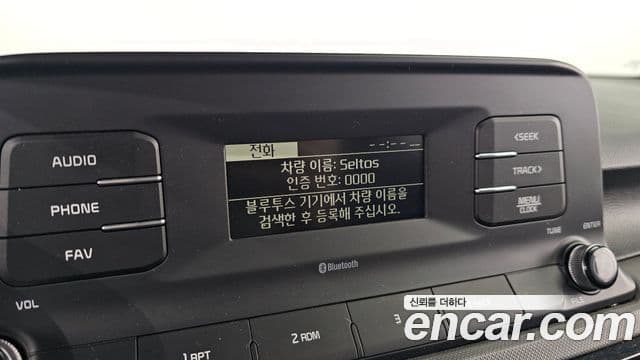 AUDIO
PHONE
FAV
VOL
전화
--:-- --
차량 이름: Seltos
인증 번호: 0000
블루투스 기기에서 차량 이름을
검색한 후 등록해 주십시오.
Bluetooth
<SEEK
TRACK>
MENU
CLOCK
TUNE
ENTER
FILE
1 RPT
2 RDM
3
4
신뢰를 더하다
encar.com